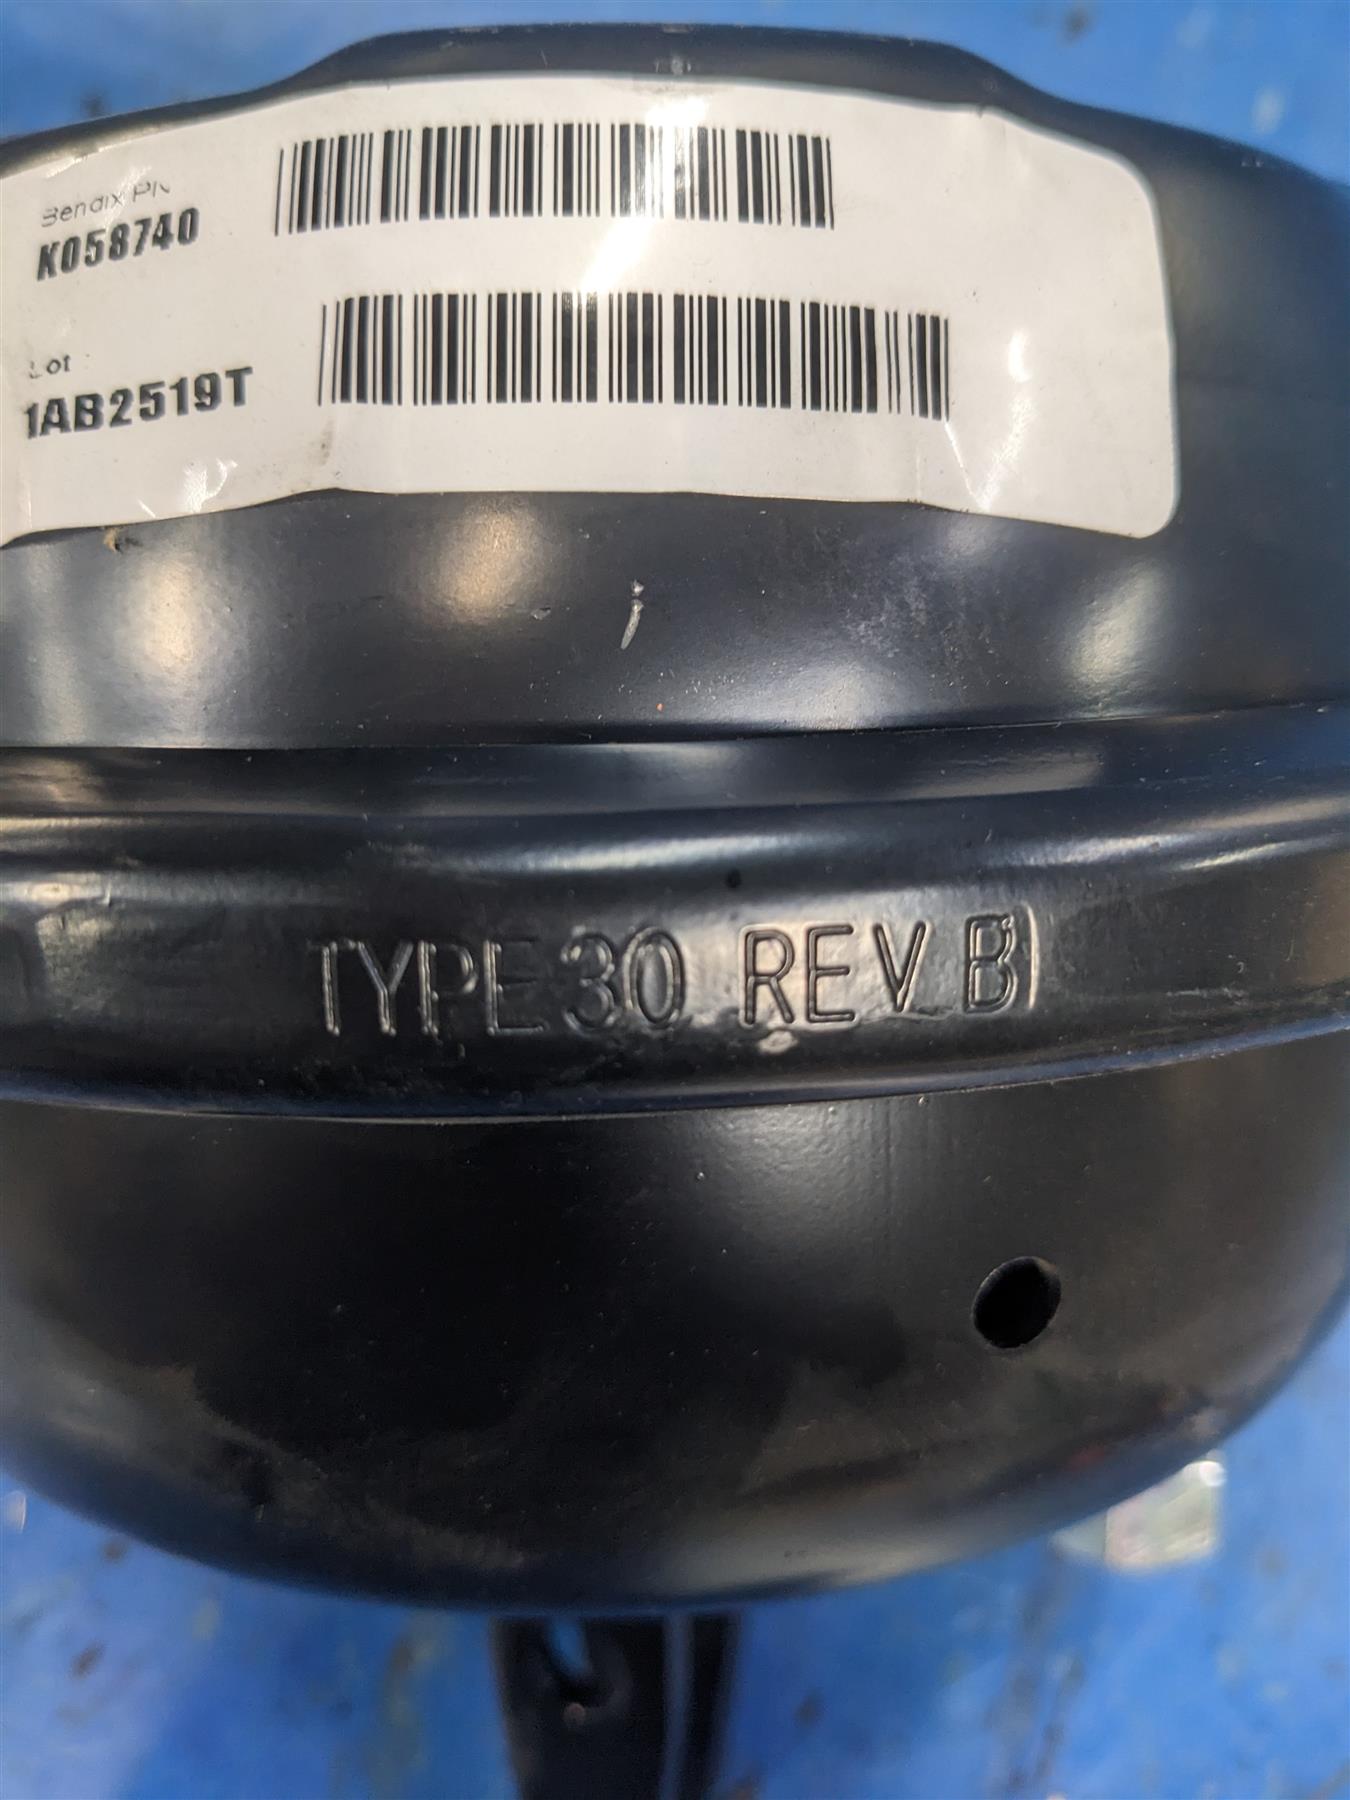 Bendix PN
K058740
Lot
1AB2519T
TYPE 30 REV B